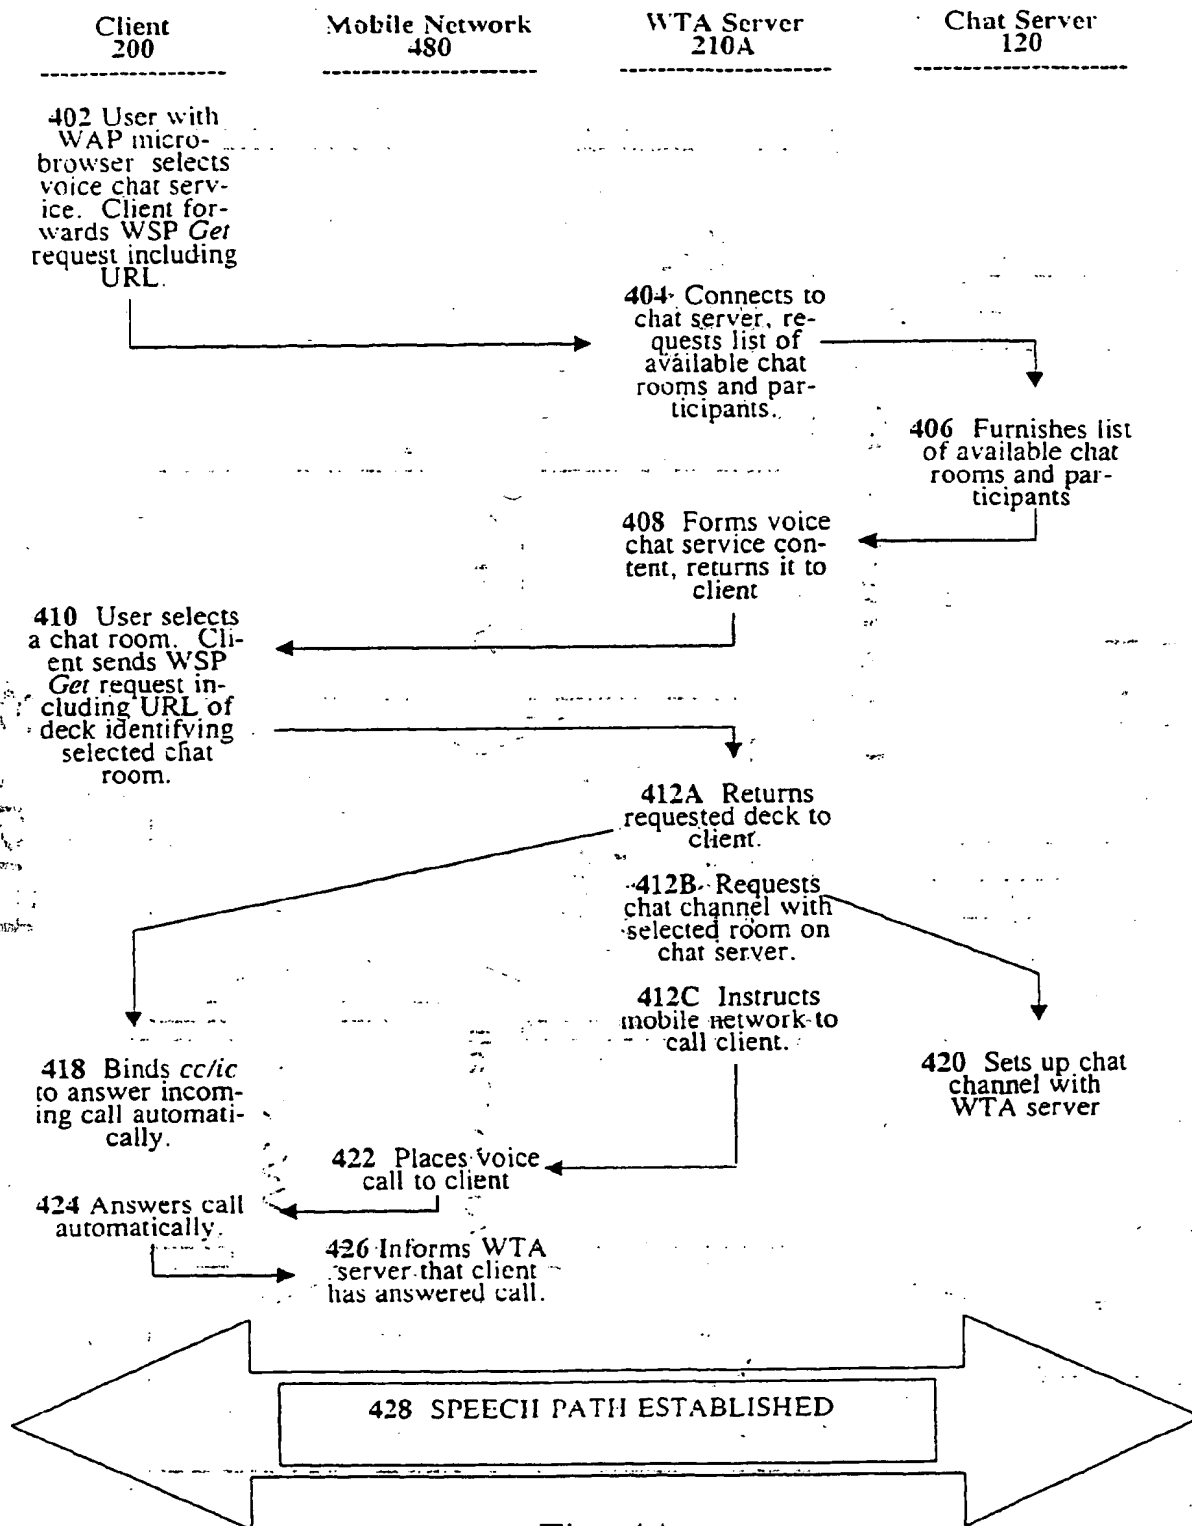 Client
200
Mobile Network
480
WTA Server
210A
Chat Server
120
402 User with
WAP micro-
browser selects
voice chat serv-
ice. Client for-
wards WSP Get
request including
URL.
404 Connects to
chat server, re-
quests list of
available chat
rooms and par-
ticipants.
406 Furnishes list
of available chat
rooms and par-
ticipants
408 Forms voice
chat service con-
tent, returns it to
client
410 User selects
a chat room. Cli-
ent sends WSP
Get request in-
cluding URL of
deck identifying
selected chat
room.
412A Returns
requested deck to
client.
412B Requests
chat channel with
selected room on
chat server.
412C Instructs
mobile network to
call client.
418 Binds cc/ic
to answer incom-
ing call automati-
cally.
420 Sets up chat
channel with
WTA server
422 Places voice
call to client
424 Answers call
automatically.
426 Informs WTA
server that client
has answered call.
428 SPEECH PATH ESTABLISHED